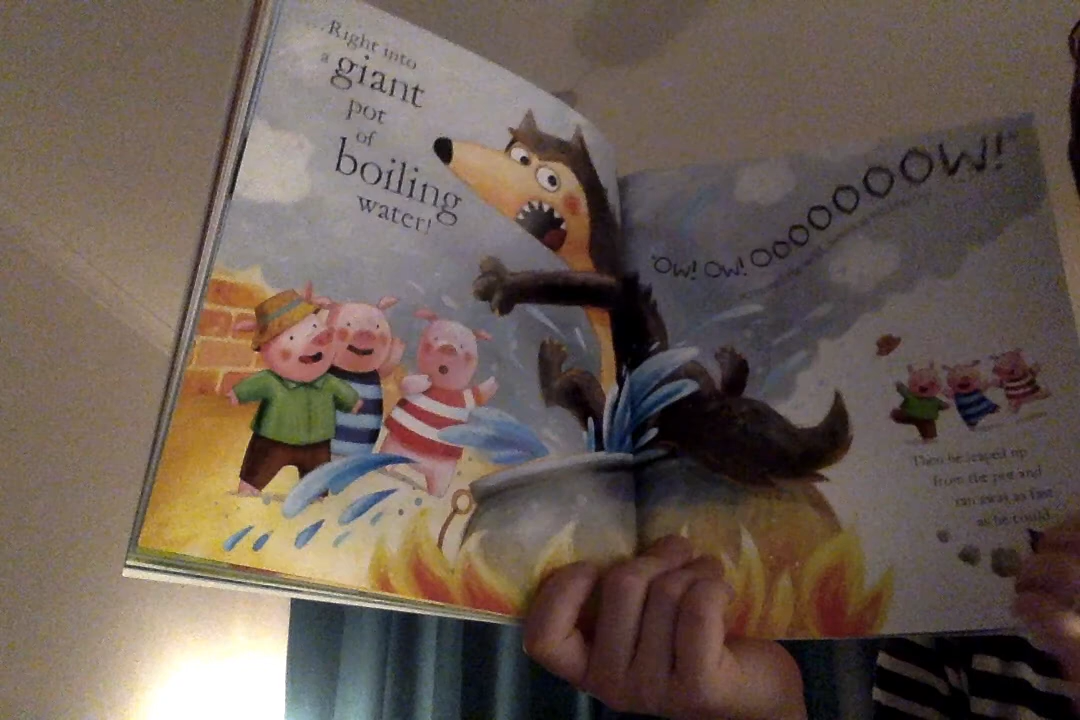 ...Right into
a giant
pot
of
boiling
water!
"Ow! Ow! OoooOOOOOOW!"
Then he leaped up
from the pot and
ran away as fast
as he could